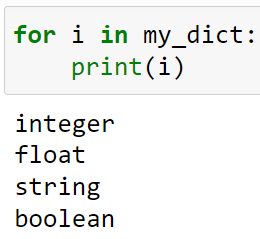 for i in my_dict:
    print(i)
integer
float
string
boolean